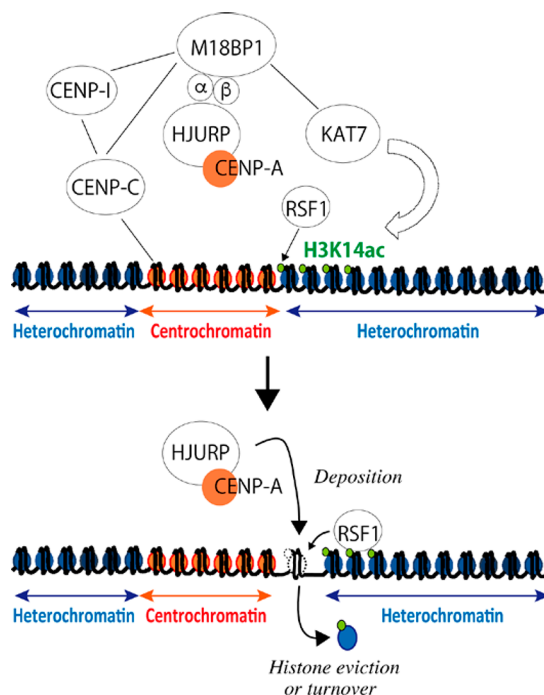 M18BP1
CENP-I
α β
HJURP
KAT7
CENP-A
CENP-C
RSF1
H3K14ac
Heterochromatin Centrochromatin Heterochromatin
HJURP
CENP-A
Deposition
RSF1
Heterochromatin Centrochromatin Heterochromatin
Histone eviction
or turnover